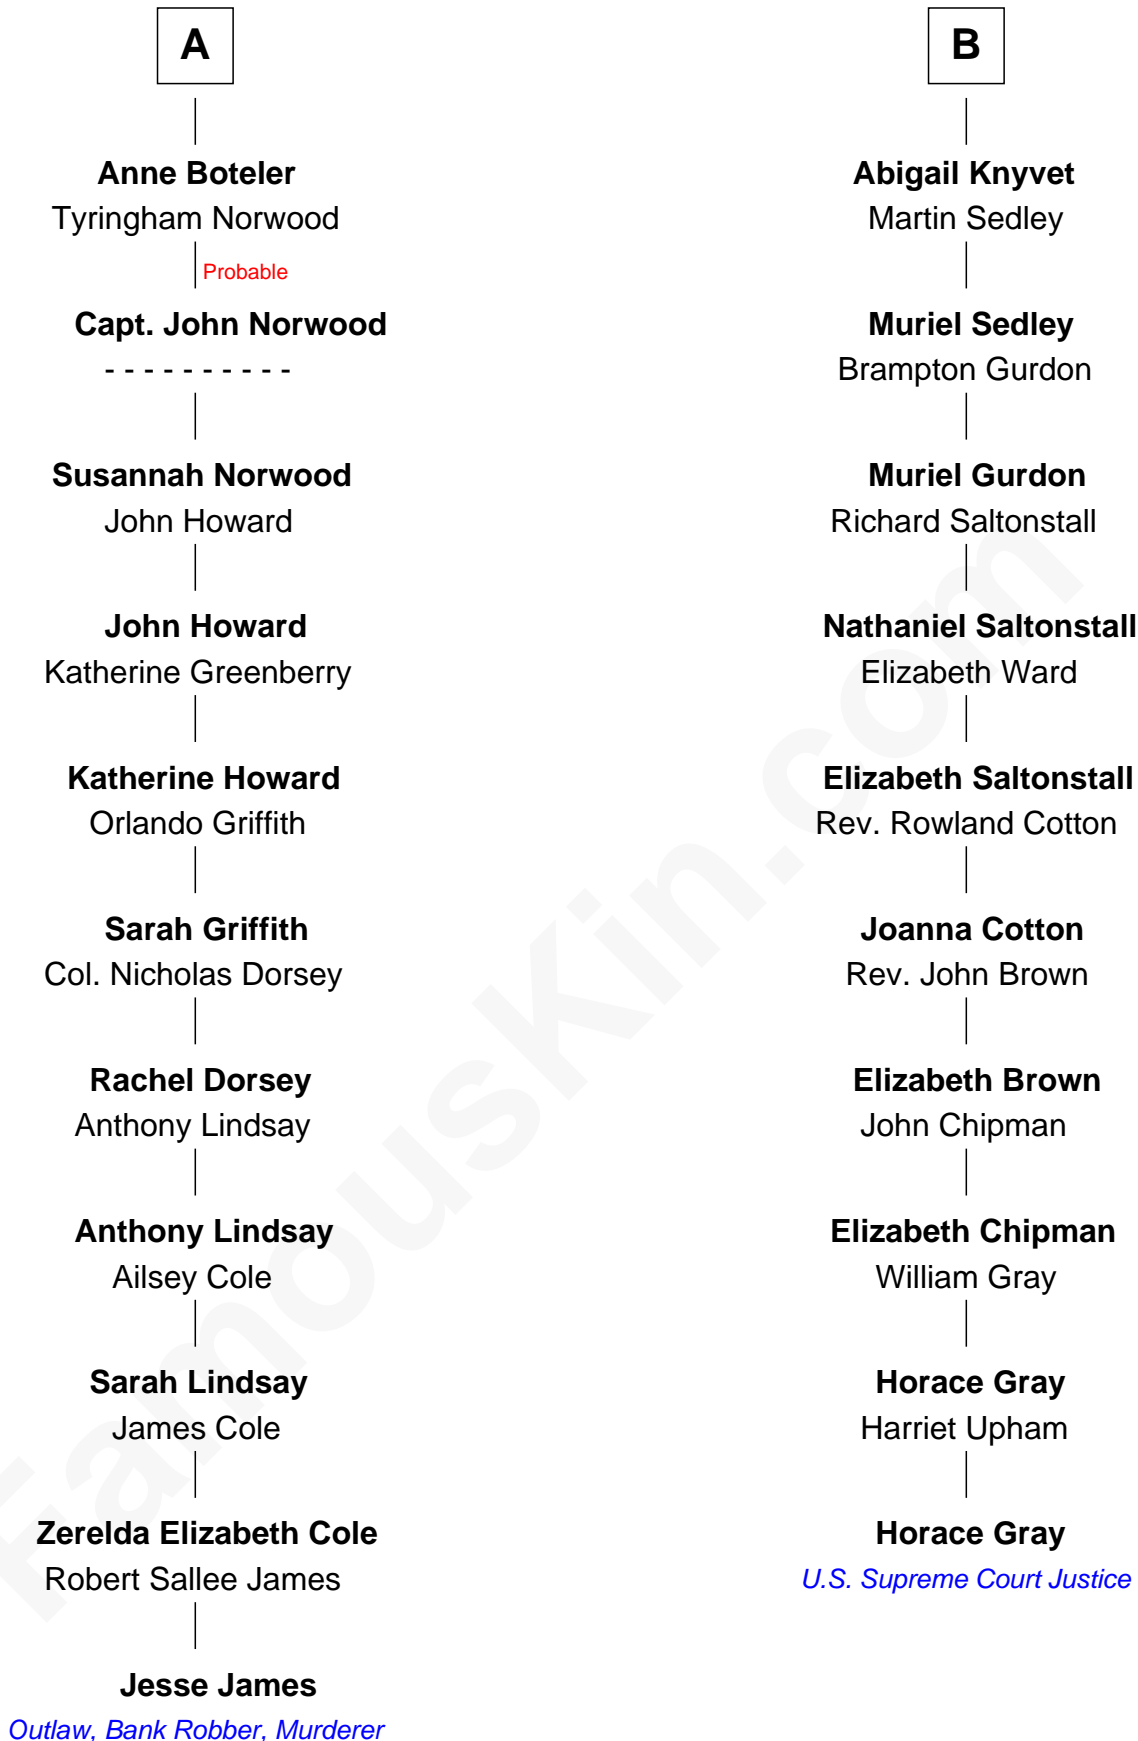 A
Anne Boteler
Tyringham Norwood
Probable
Capt. John Norwood
- - - - - - - - - -
Susannah Norwood
John Howard
John Howard
Katherine Greenberry
Katherine Howard
Orlando Griffith
Sarah Griffith
Col. Nicholas Dorsey
Rachel Dorsey
Anthony Lindsay
Anthony Lindsay
Ailsey Cole
Sarah Lindsay
James Cole
Zerelda Elizabeth Cole
Robert Sallee James
Jesse James
Outlaw, Bank Robber, Murderer
B
Abigail Knyvet
Martin Sedley
Muriel Sedley
Brampton Gurdon
Muriel Gurdon
Richard Saltonstall
Nathaniel Saltonstall
Elizabeth Ward
Elizabeth Saltonstall
Rev. Rowland Cotton
Joanna Cotton
Rev. John Brown
Elizabeth Brown
John Chipman
Elizabeth Chipman
William Gray
Horace Gray
Harriet Upham
Horace Gray
U.S. Supreme Court Justice
FamousKin.com